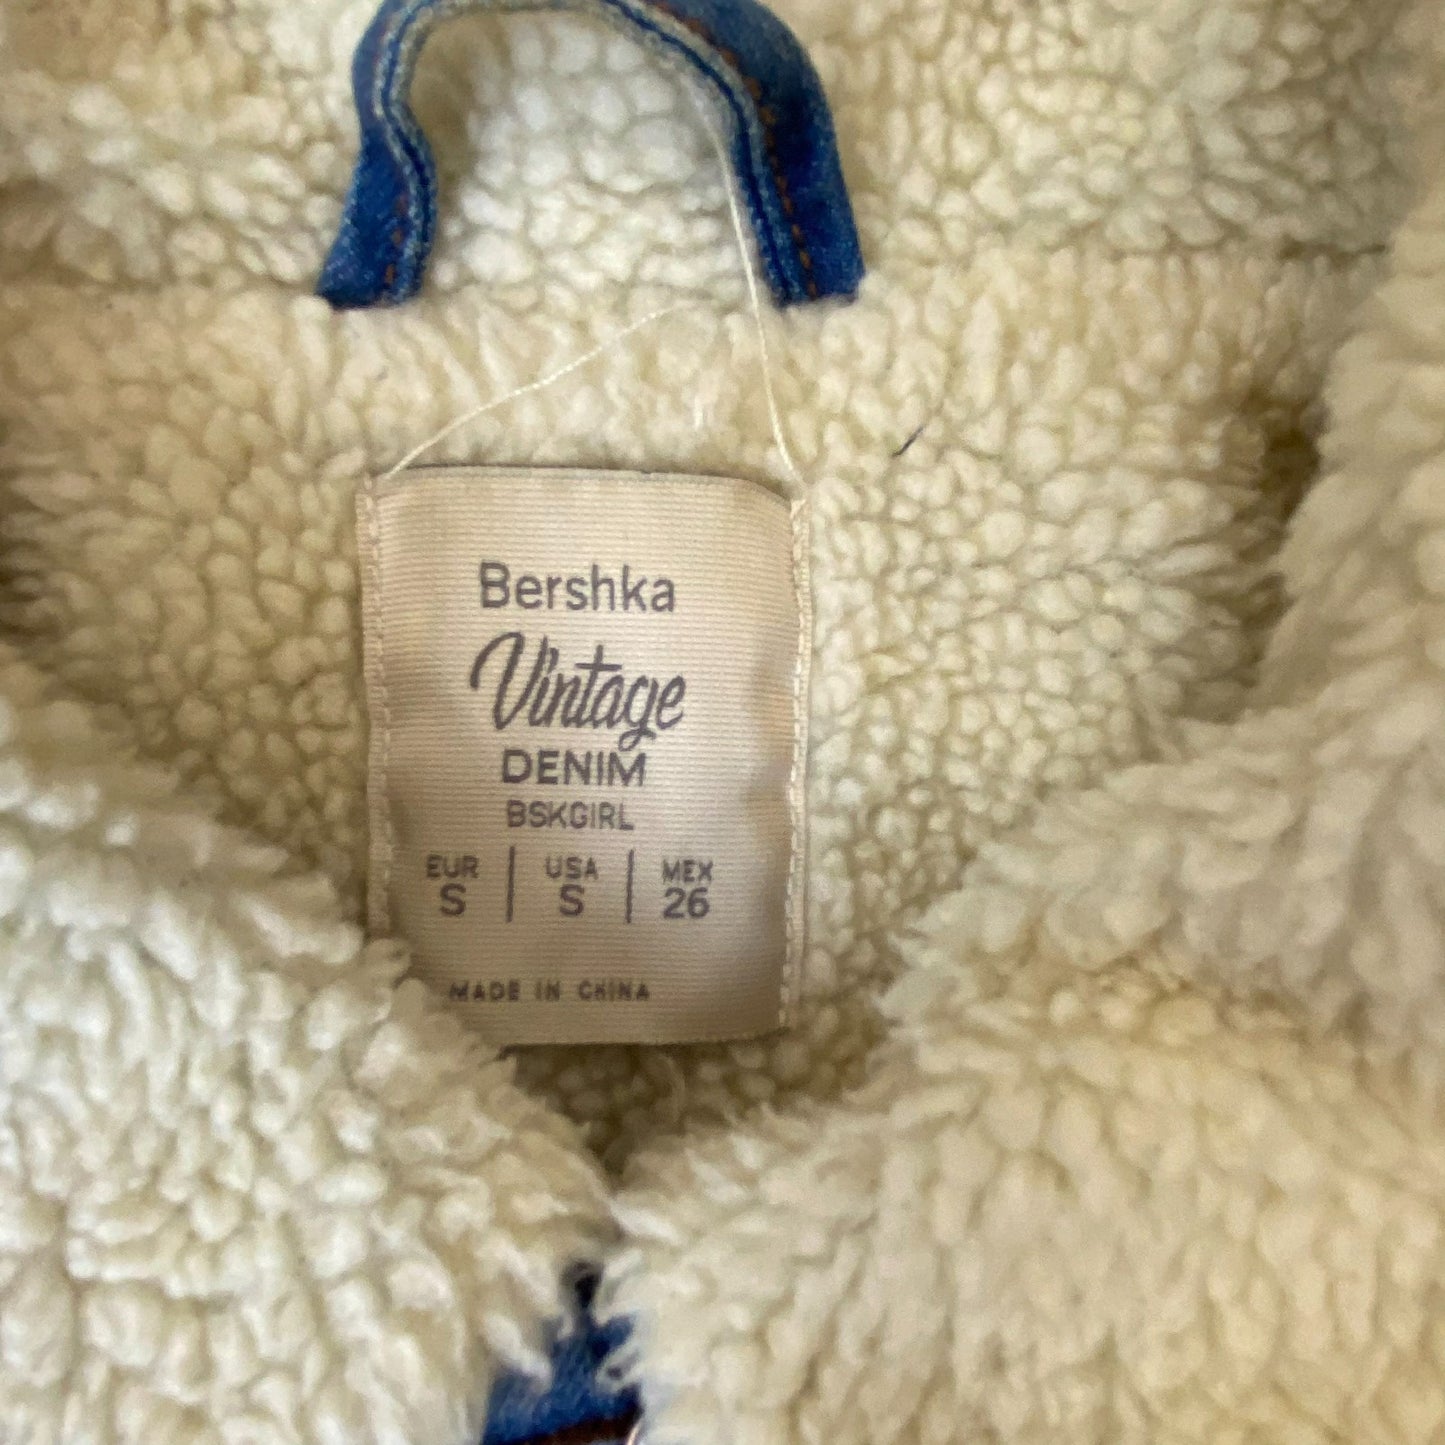 Bershka
Vintage
DENIM
BSKGIRL
EUR | USA | MEX
S | S | 26
MADE IN CHINA